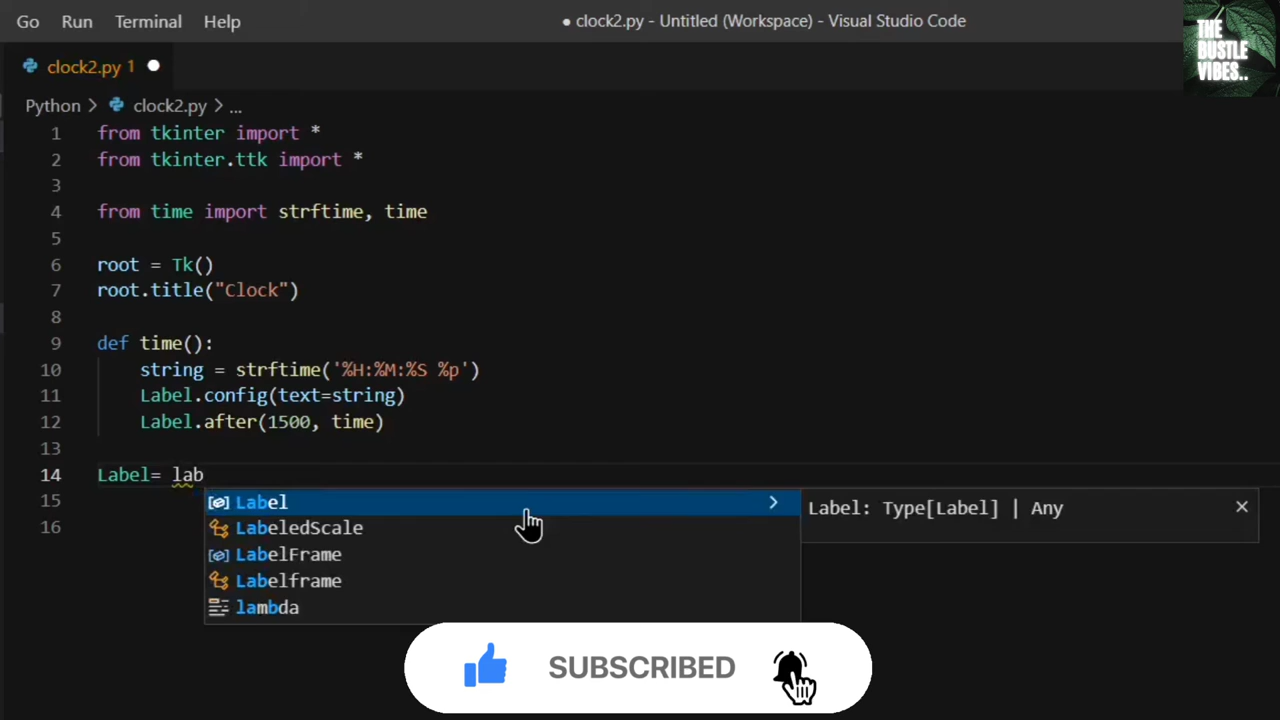 Go Run Terminal Help
● clock2.py - Untitled (Workspace) - Visual Studio Code
THE
BUSTLE
VIBES..
clock2.py 1
Python > clock2.py > ...
1 from tkinter import *
2 from tkinter.ttk import *
3
4 from time import strftime, time
5
6 root = Tk()
7 root.title("Clock")
8
9 def time():
10 string = strftime('%H:%M:%S %p')
11 Label.config(text=string)
12 Label.after(1500, time)
13
14 Label= lab
15
16
Label
Label: Type[Label] | Any
LabeledScale
LabelFrame
Labelframe
lambda
SUBSCRIBED